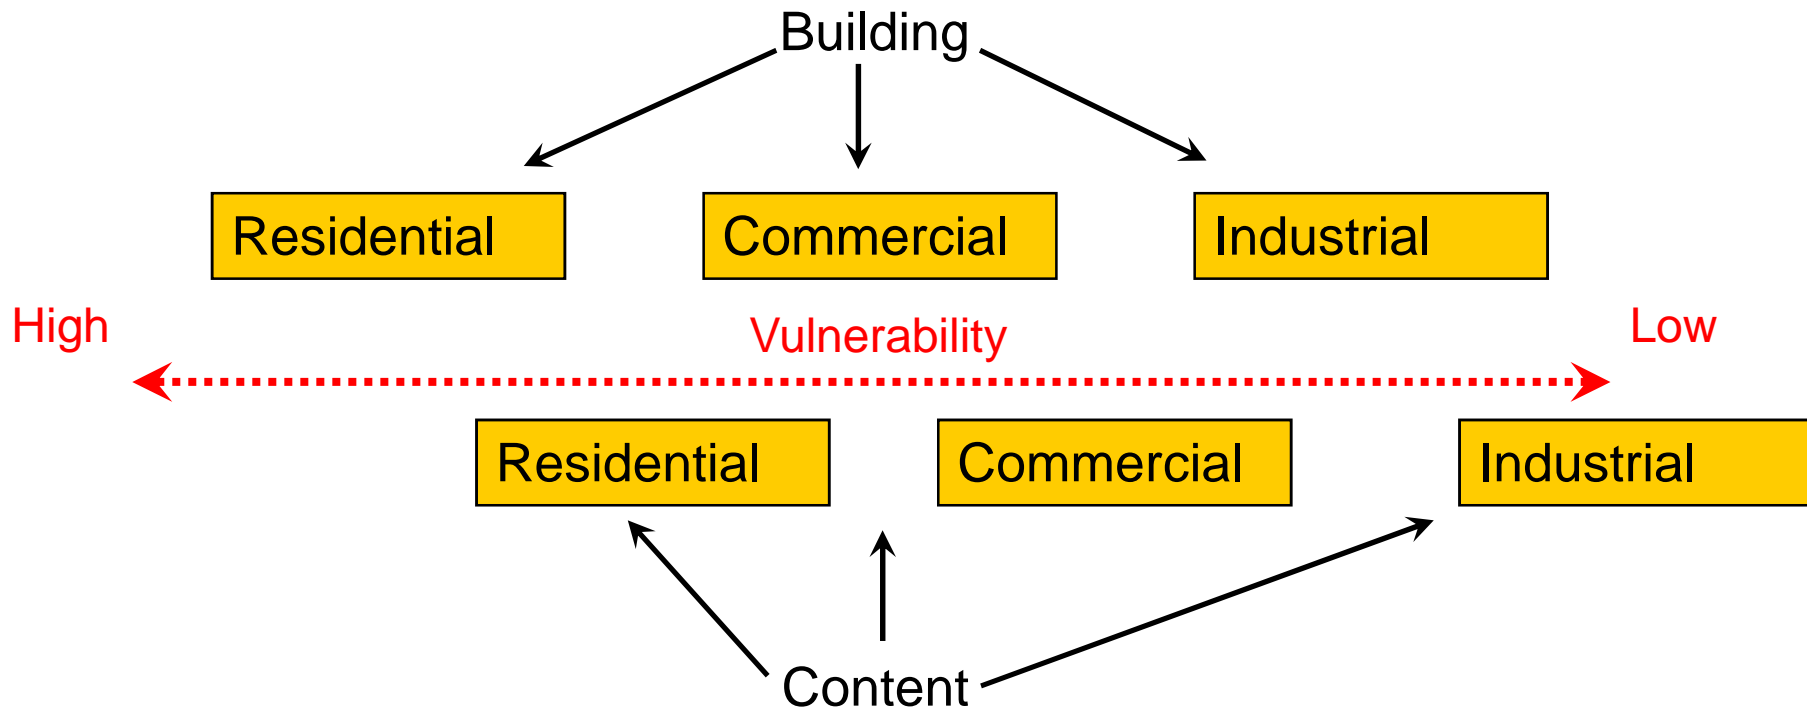 Building
Residential
Commercial
Industrial
High
Vulnerability
Low
Residential
Commercial
Industrial
Content